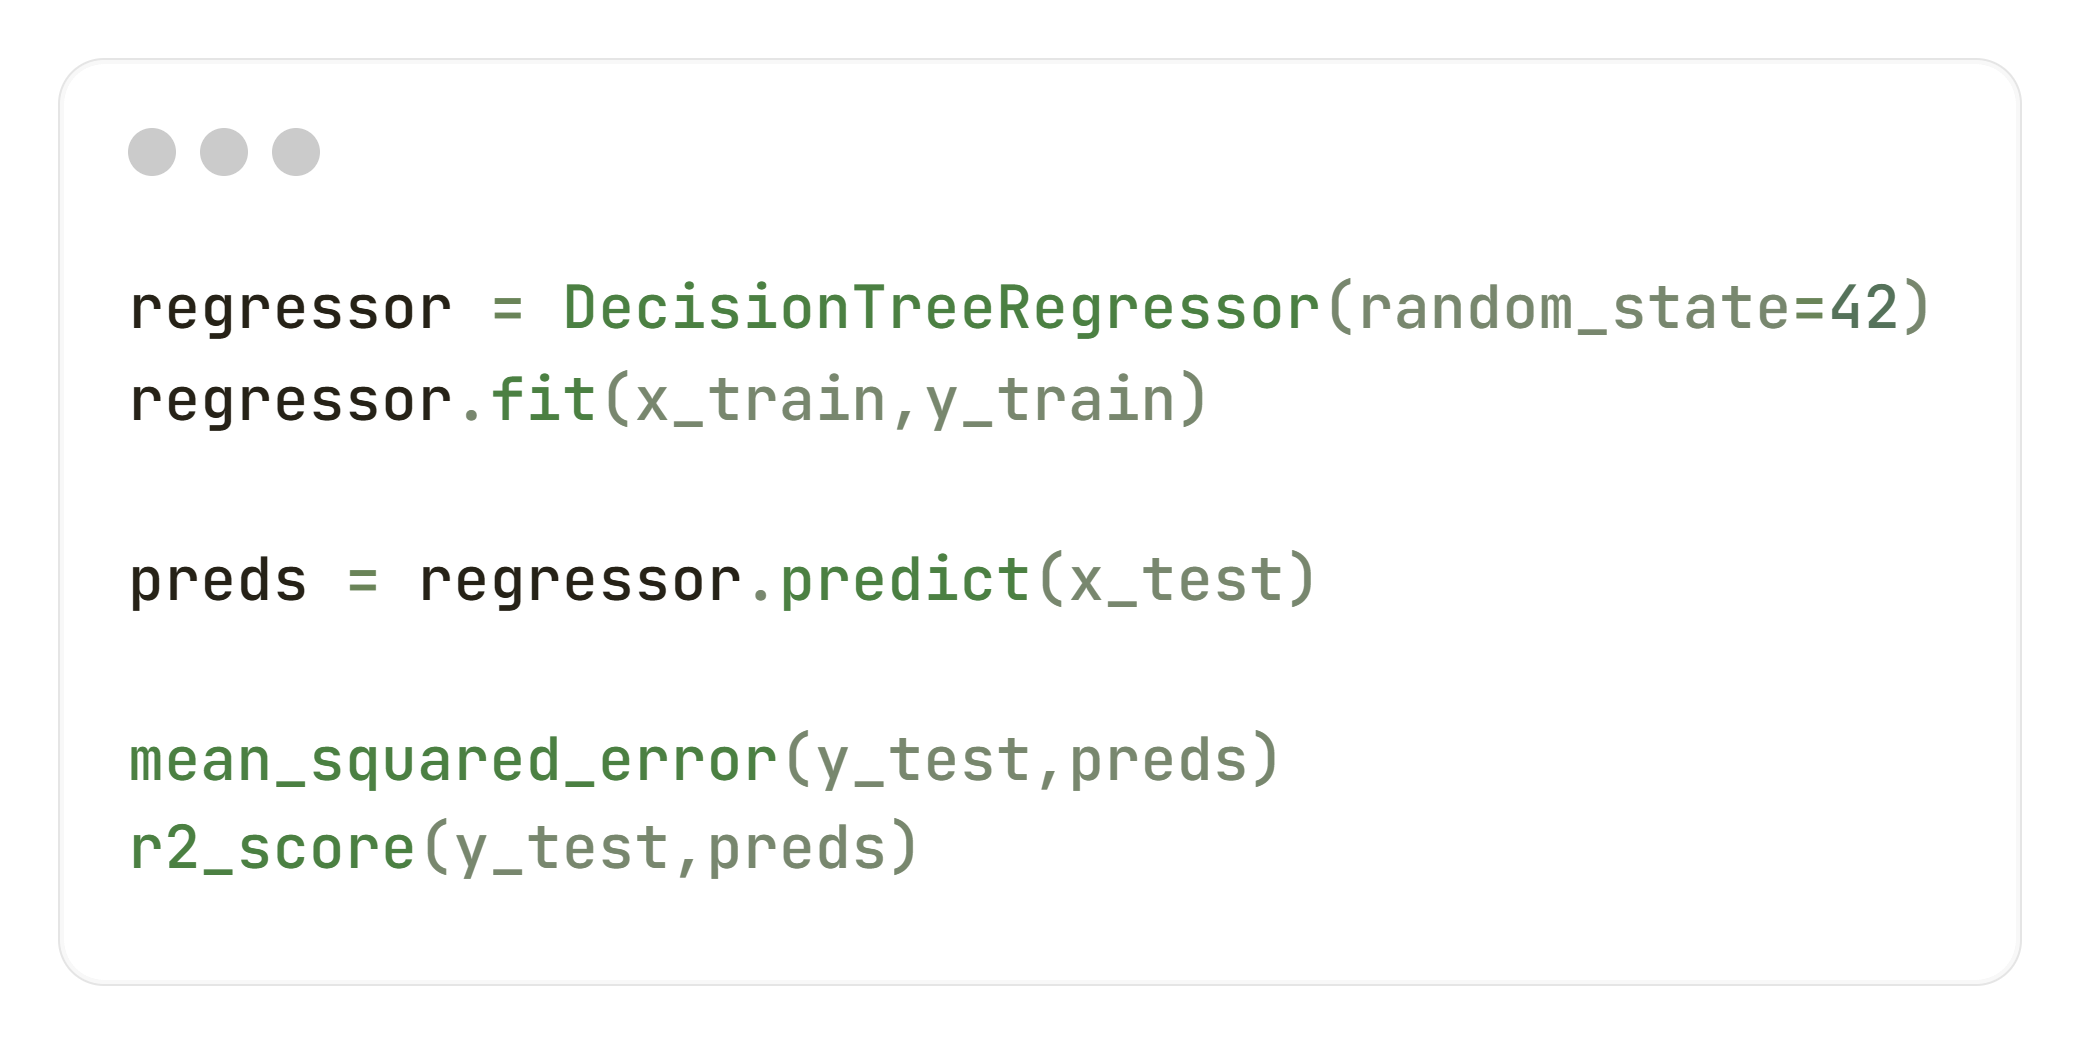 regressor = DecisionTreeRegressor(random_state=42)
regressor.fit(x_train,y_train)
preds = regressor.predict(x_test)
mean_squared_error(y_test,preds)
r2_score(y_test,preds)